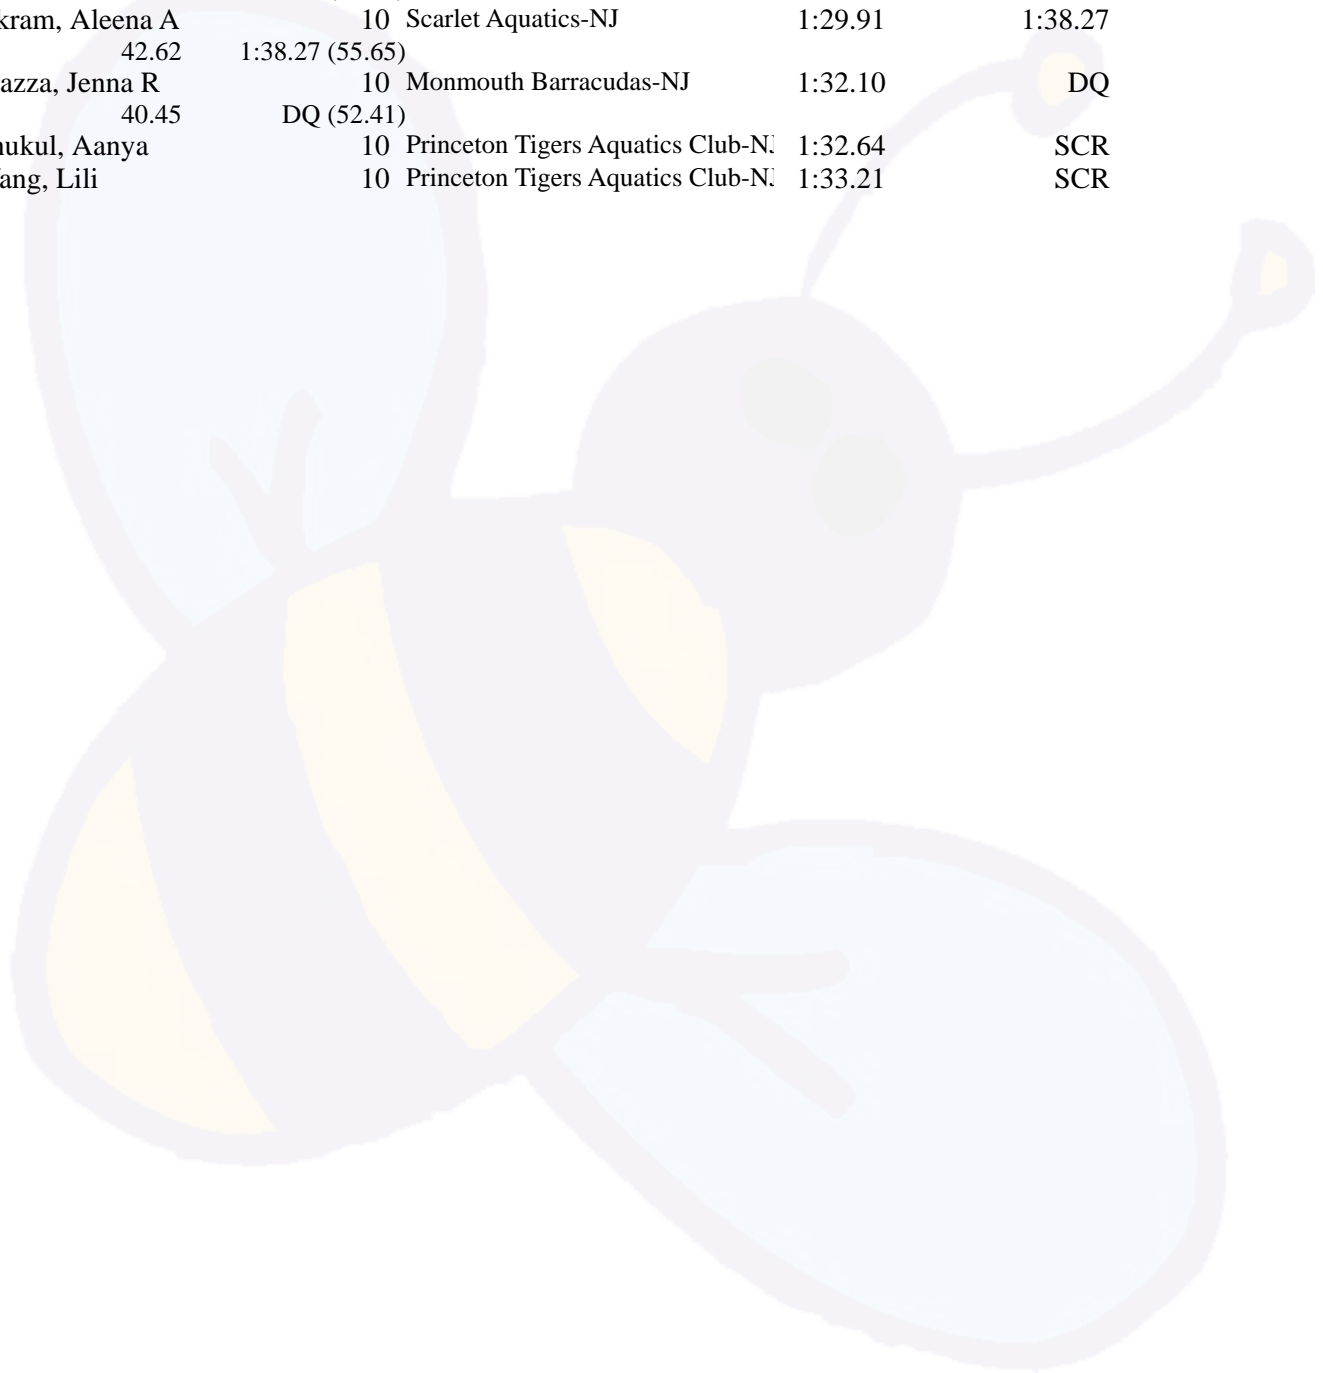 kram, Aleena A 10 Scarlet Aquatics-NJ 1:29.91 1:38.27
42.62 1:38.27 (55.65)
azza, Jenna R 10 Monmouth Barracudas-NJ 1:32.10 DQ
40.45 DQ (52.41)
ukul, Aanya 10 Princeton Tigers Aquatics Club-NJ 1:32.64 SCR
ang, Lili 10 Princeton Tigers Aquatics Club-NJ 1:33.21 SCR